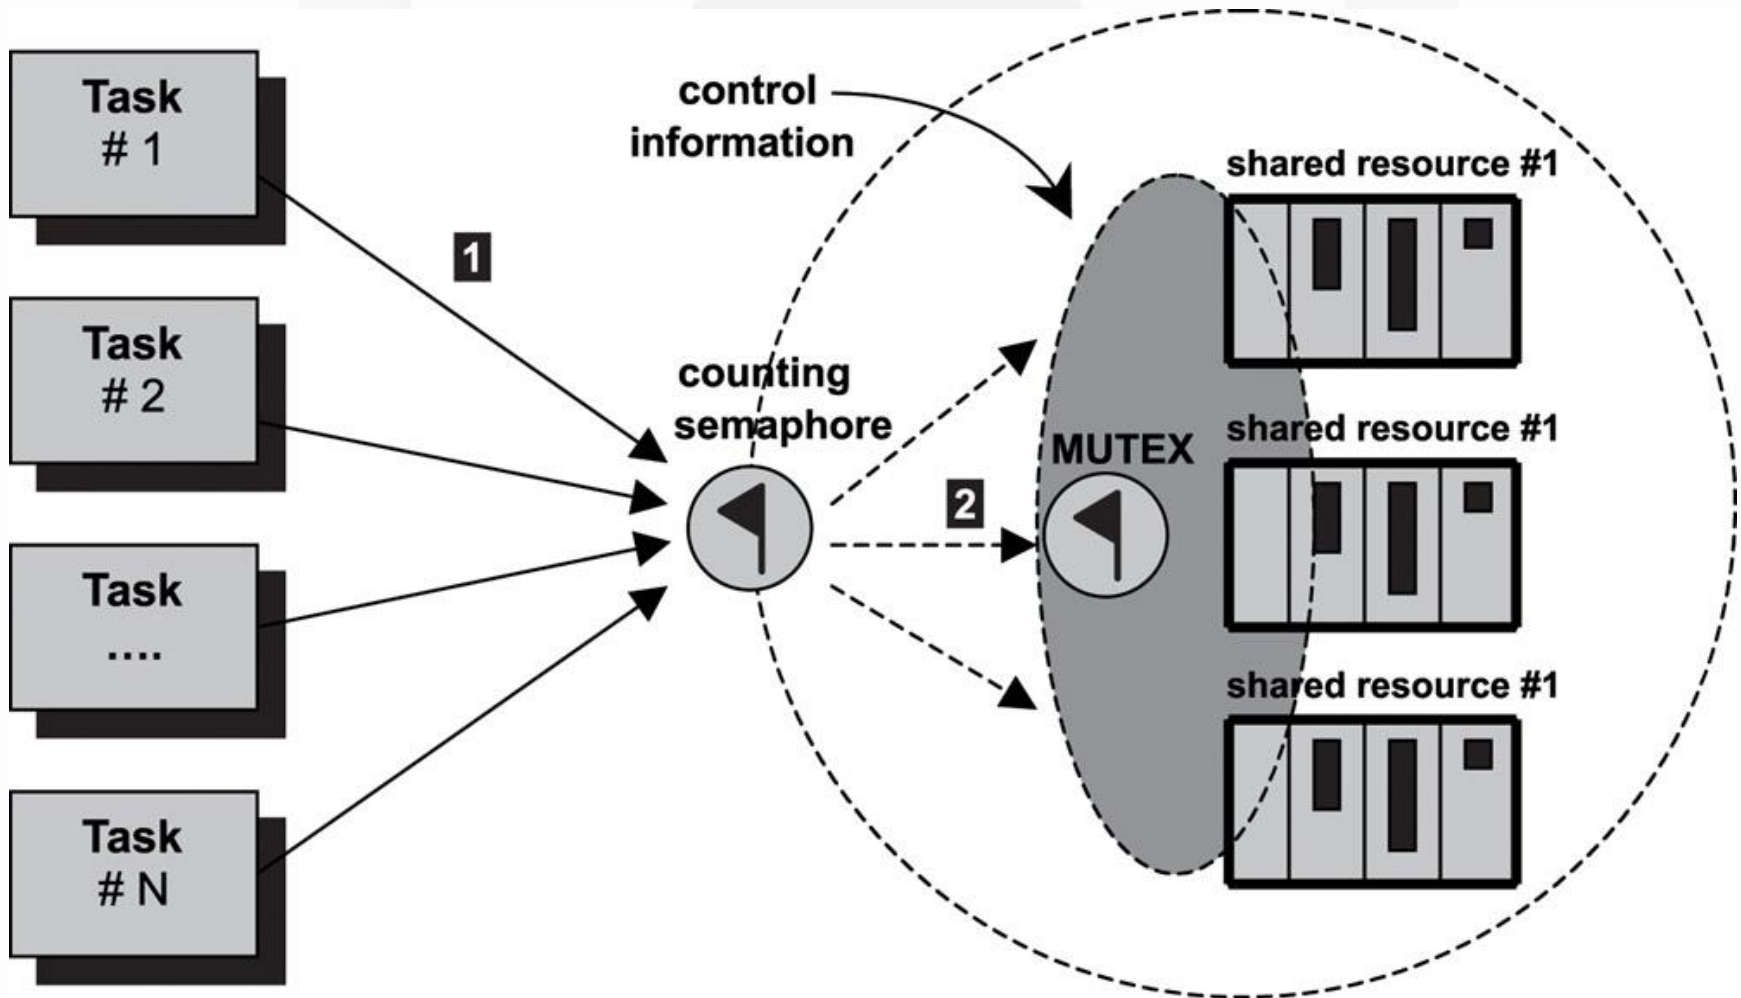 Task
# 1
1
Task
# 2
Task
....
Task
# N
control
information
counting
semaphore
2
MUTEX
shared resource #1
shared resource #1
shared resource #1